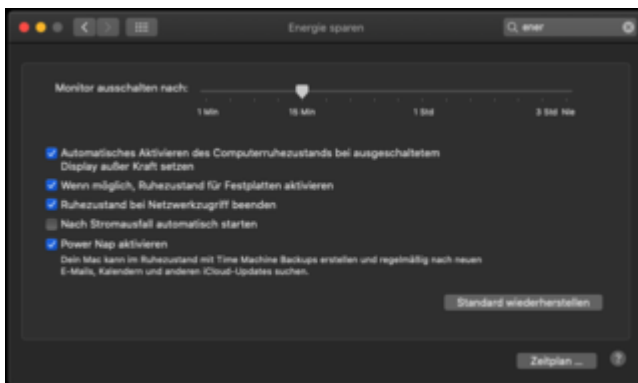 Energie sparen
ener
Monitor ausschalten nach:
1 Min 15 Min 1 Std 3 Std Nie
Automatisches Aktivieren des Computerruhezustands bei ausgeschaltetem
Display außer Kraft setzen
Wenn möglich, Ruhezustand für Festplatten aktivieren
Ruhezustand bei Netzwerkzugriff beenden
Nach Stromausfall automatisch starten
Power Nap aktivieren
Dein Mac kann im Ruhezustand mit Time Machine Backups erstellen und regelmäßig nach neuen
E-Mails, Kalendern und anderen iCloud-Updates suchen.
Standard wiederherstellen
Zeitplan ...
?